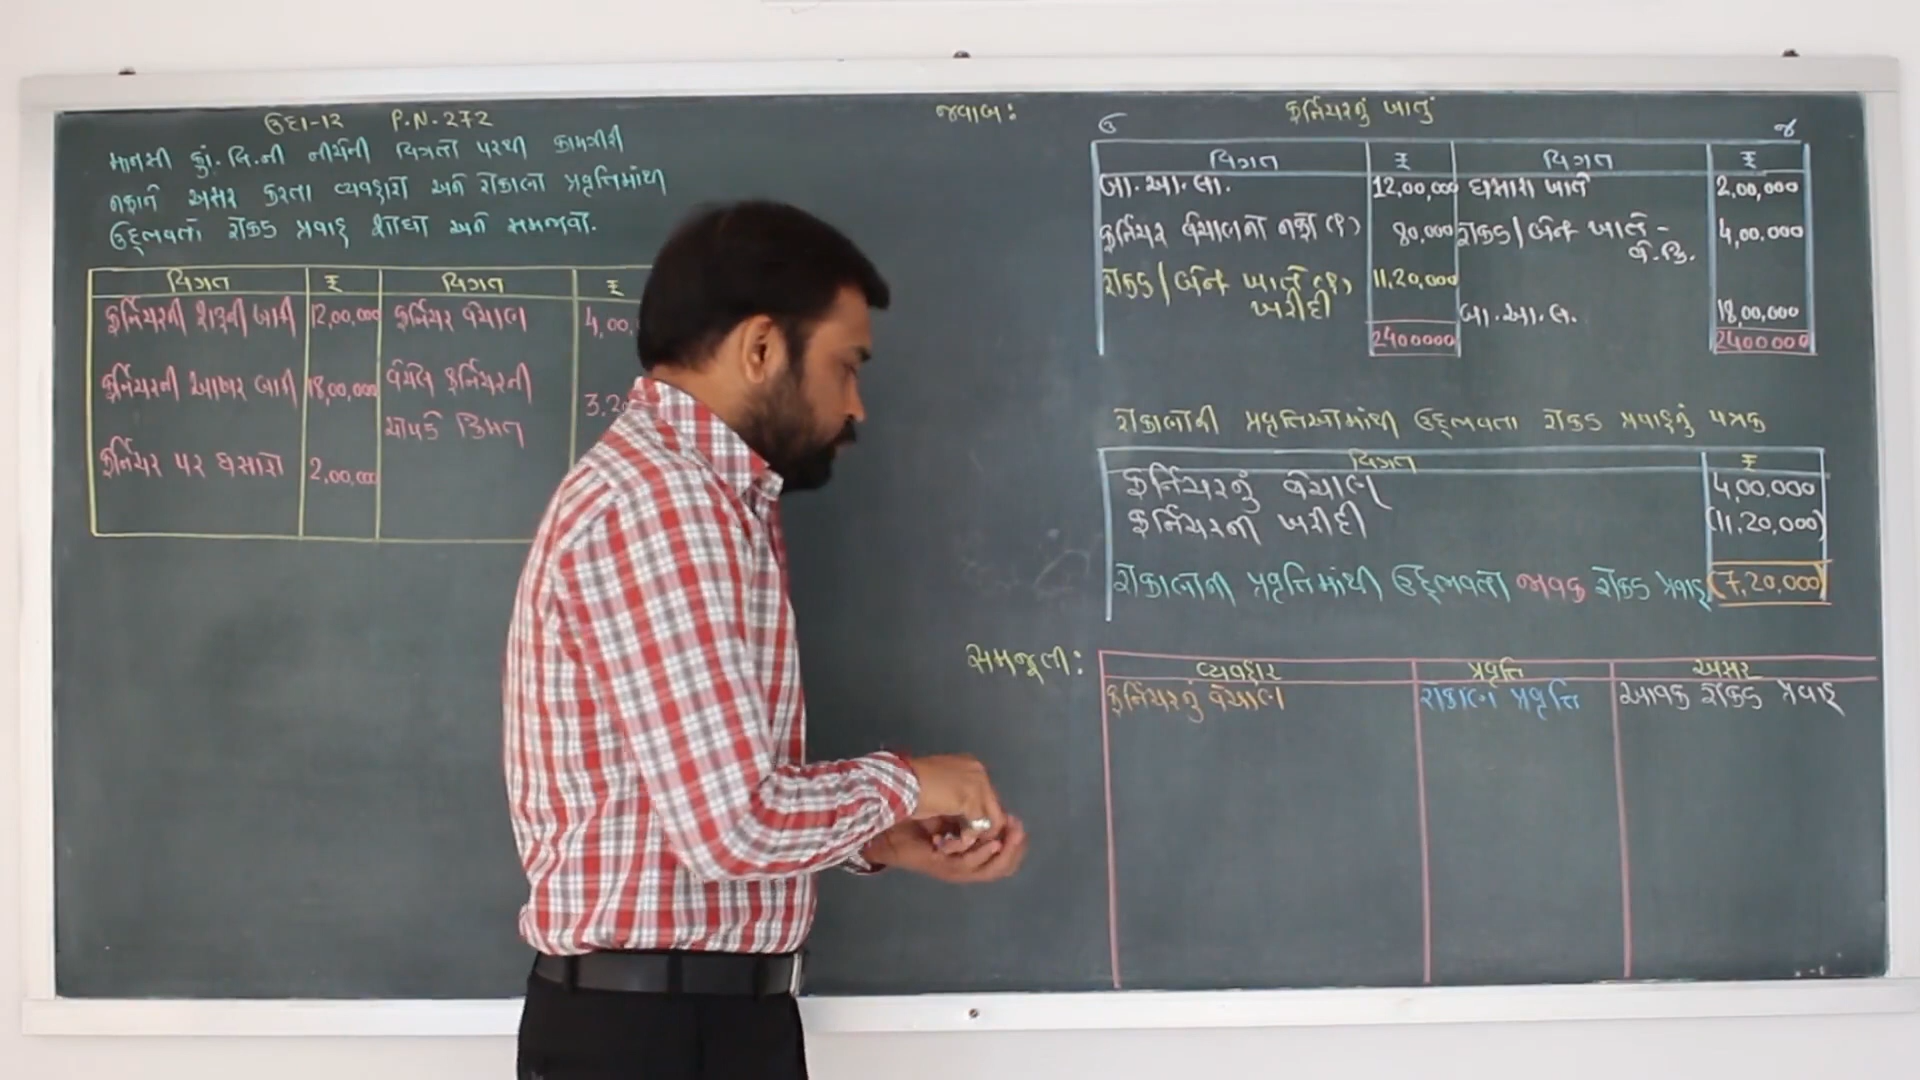 ઉદા-12 P.N.-272
માનસી કું. લિ.ની નીચેની વિગતો પરથી કામગીરી
નફાને અસર કરતા વ્યવહારો અને રોકાણો પ્રવૃત્તિમાંથી
ઉદ્ભવતો રોકડ પ્રવાહ શોધો અને સમજાવો.
વિગત ₹ વિગત ₹
ફર્નિચરની શરૂની બાકી 12,00,000 ફર્નિચર વેચાણ 4,00,
ફર્નિચરની આખર બાકી 18,00,000 વેચેલ ફર્નિચરની
ચોપડે કિંમત 3.20
ફર્નિચર પર ઘસારો 2,00,000
જવાબ:
ફર્નિચરનું ખાતું
ઉ જ
વિગત ₹ વિગત ₹
બા.આ.લા. 12,00,000 ઘસારા ખાતે 2,00,000
ફર્નિચર વેચાણનો નફો (૧) 80,000 રોકડ/બેંક ખાતે - 4,00,000
વે.કિં.
રોકડ/બેંક ખાતે (૧) 11,20,000
ખરીદી
બા.આ.લ. 18,00,000
2400000 2400000
રોકાણોની પ્રવૃત્તિઓમાંથી ઉદ્ભવતા રોકડ પ્રવાહનું પત્રક
વિગત ₹
ફર્નિચરનું વેચાણ 4,00,000
ફર્નિચરની ખરીદી (11,20,000)
રોકાણોની પ્રવૃત્તિમાંથી ઉદ્ભવતો જાવક રોકડ પ્રવાહ (7,20,000)
સમજૂતી:
વ્યવહાર પ્રવૃત્તિ અસર
ફર્નિચરનું વેચાણ રોકાણ પ્રવૃત્તિ આવક રોકડ પ્રવાહ